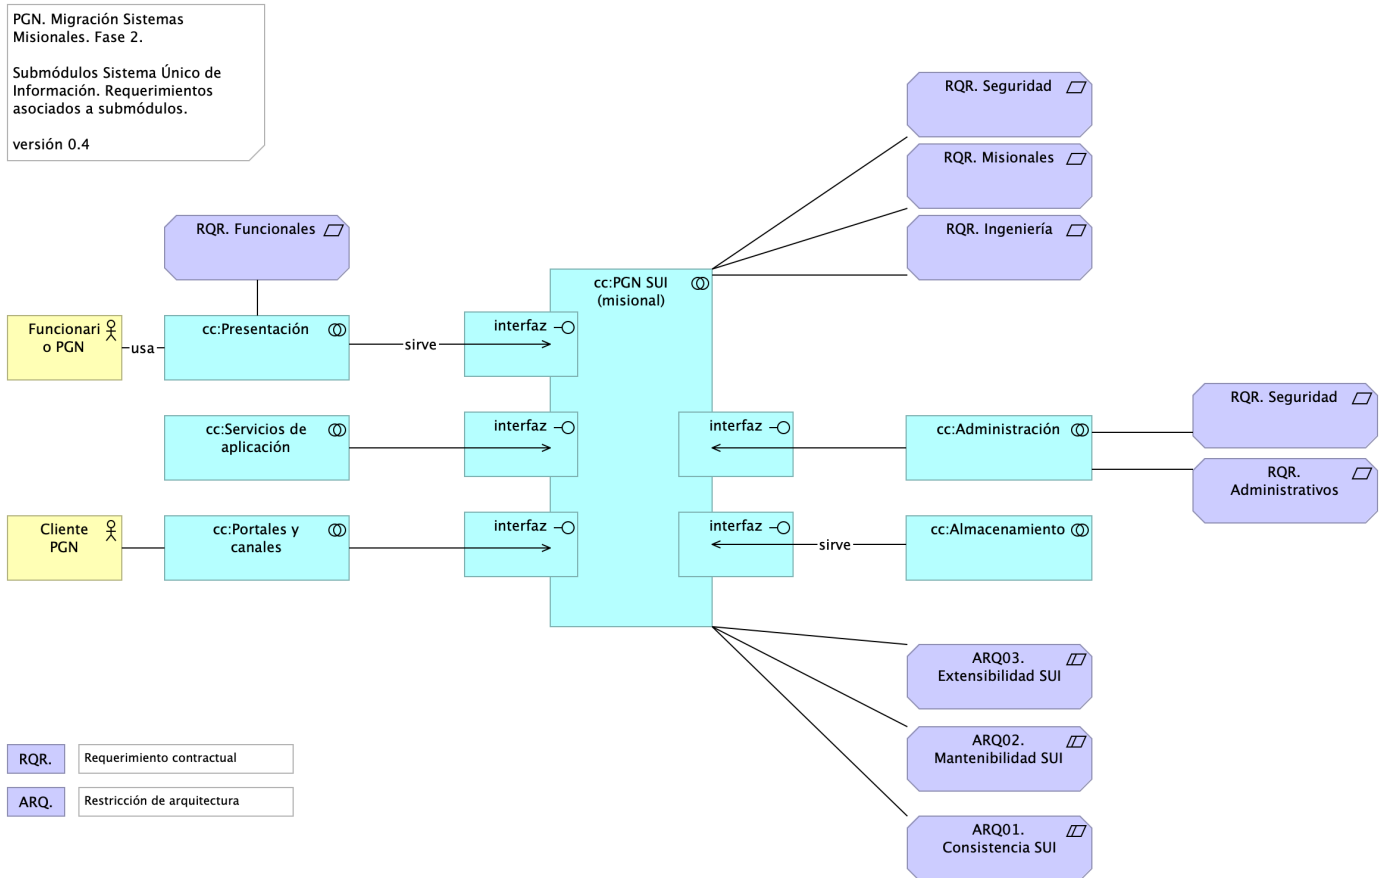 PGN. Migración Sistemas
Misionales. Fase 2.
Submódulos Sistema Único de
Información. Requerimientos
asociados a submódulos.
versión 0.4
RQR. Seguridad
RQR. Misionales
RQR. Ingeniería
RQR. Funcionales
cc:PGN SUI
(misional)
Funcionari
o PGN
usa
cc:Presentación
sirve
interfaz
cc:Servicios de
aplicación
interfaz
interfaz
cc:Administración
RQR. Seguridad
RQR.
Administrativos
Cliente
PGN
cc:Portales y
canales
interfaz
interfaz
sirve
cc:Almacenamiento
ARQ03.
Extensibilidad SUI
ARQ02.
Mantenibilidad SUI
ARQ01.
Consistencia SUI
RQR.
Requerimiento contractual
ARQ.
Restricción de arquitectura